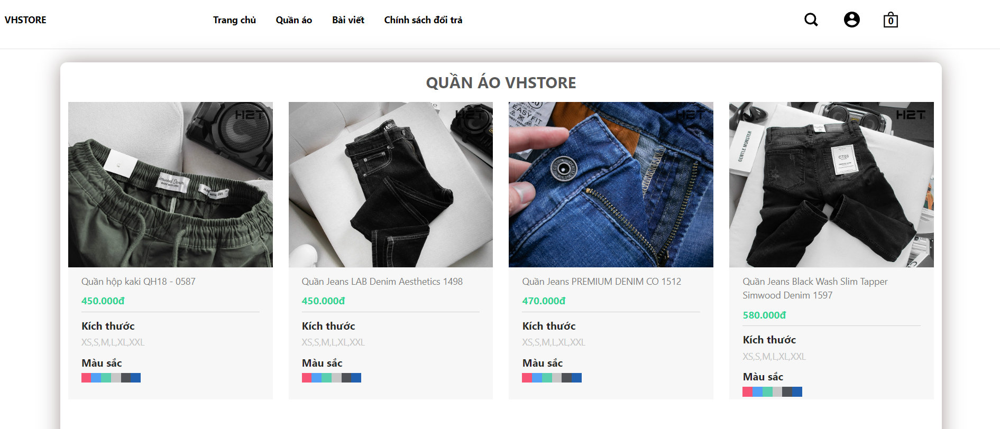 VHSTORE
Trang chủ
Quần áo
Bài viết
Chính sách đổi trả
0
QUẦN ÁO VHSTORE
H2T
H2T
EASY FIT
H2T
GENTLE MONSTER
CT03
H2T
Quần hộp kaki QH18 - 0587
450.000đ
Kích thước
XS,S,M,L,XL,XXL
Màu sắc
Quần Jeans LAB Denim Aesthetics 1498
450.000đ
Kích thước
XS,S,M,L,XL,XXL
Màu sắc
Quần Jeans PREMIUM DENIM CO 1512
470.000đ
Kích thước
XS,S,M,L,XL,XXL
Màu sắc
Quần Jeans Black Wash Slim Tapper
Simwood Denim 1597
580.000đ
Kích thước
XS,S,M,L,XL,XXL
Màu sắc